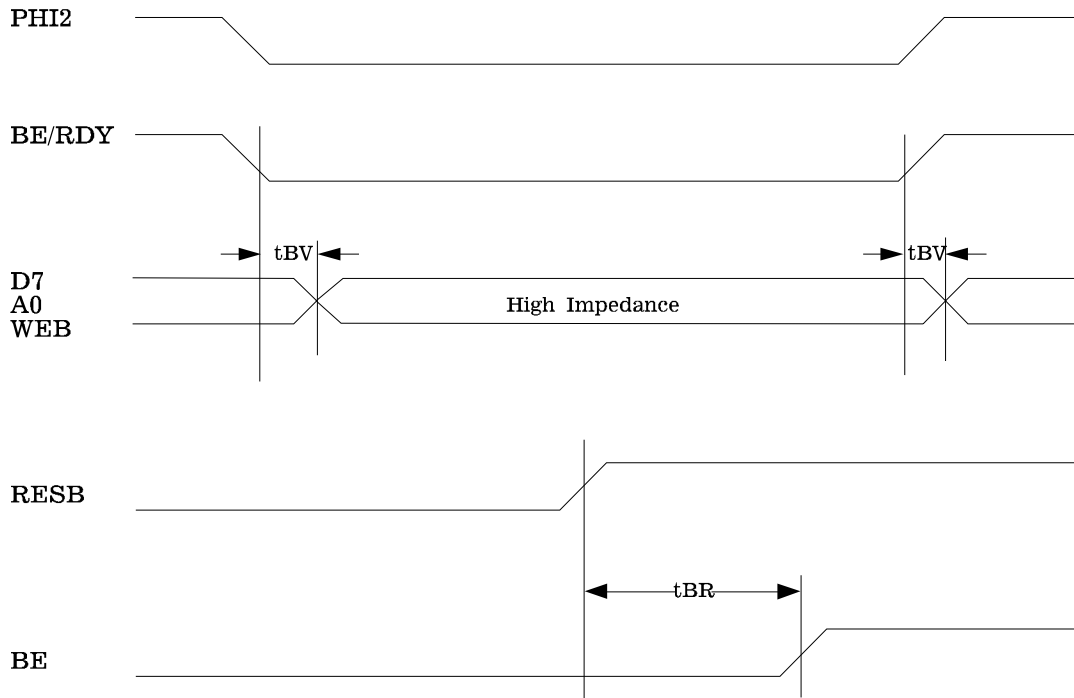 PHI2
BE/RDY
tBV
tBV
D7
A0
High Impedance
WEB
RESB
tBR
BE